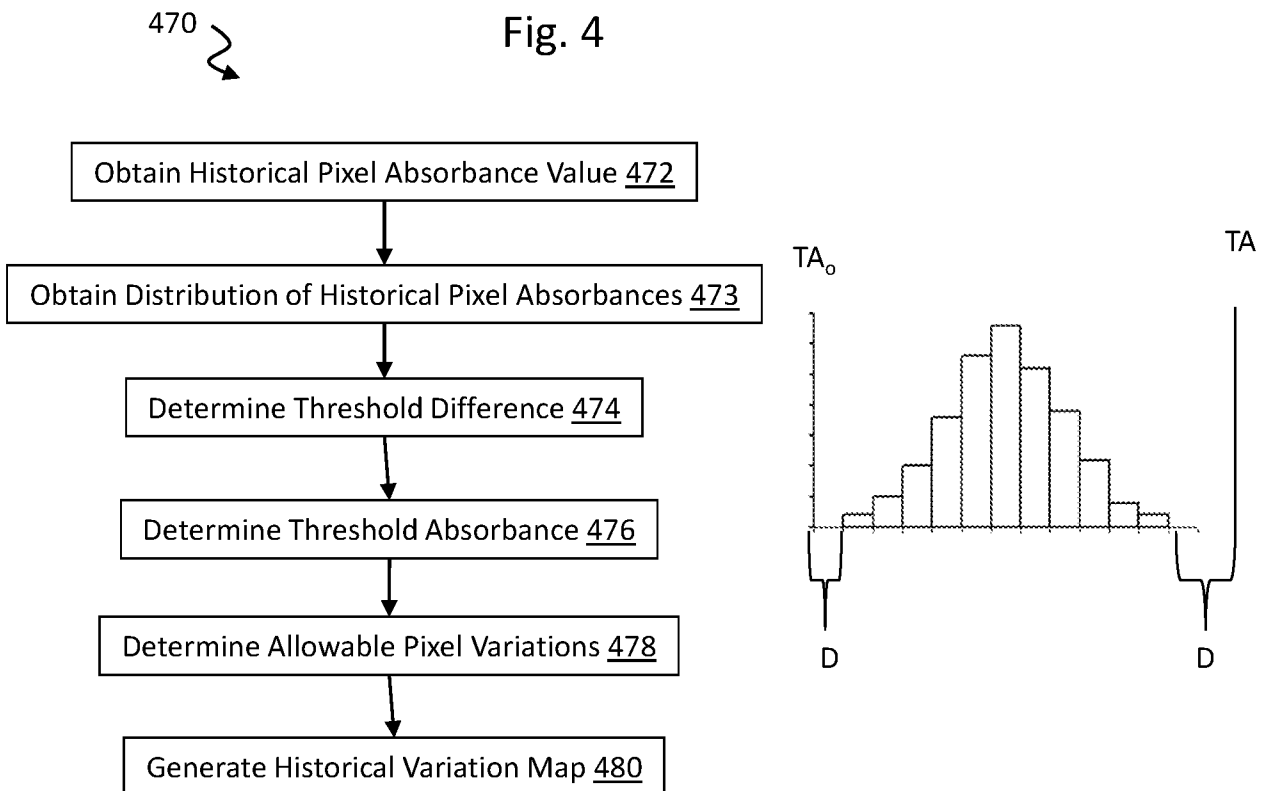 470
Fig. 4
Obtain Historical Pixel Absorbance Value 472
Obtain Distribution of Historical Pixel Absorbances 473
Determine Threshold Difference 474
Determine Threshold Absorbance 476
Determine Allowable Pixel Variations 478
Generate Historical Variation Map 480
TAo
TA
D
D